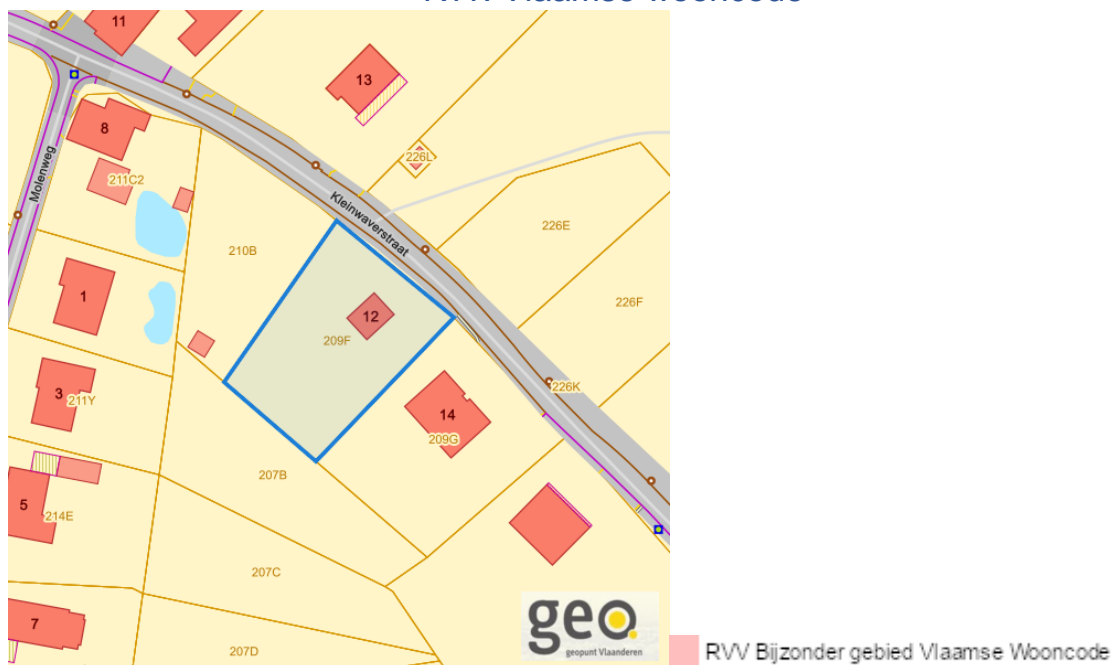 RVV Vlaamse wooncode
11
13
8
226L
Molenweg
211C2
Kleinwaverstraat
226E
210B
1
226F
12
209F
226K
3
211Y
14
209G
207B
5
214E
207C
geo
geopunt Vlaanderen
7
207D
RVV Bijzonder gebied Vlaamse Wooncode